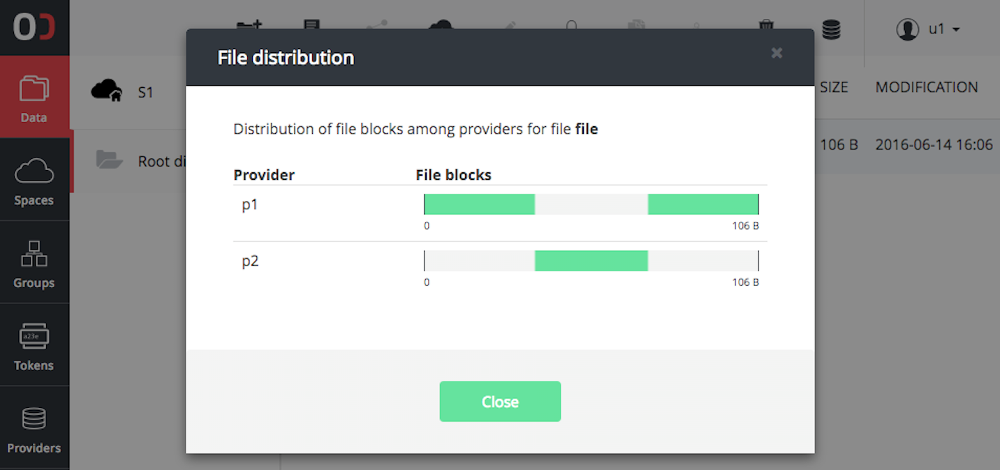 u1
File distribution
SIZE MODIFICATION
S1
Data
Distribution of file blocks among providers for file file
106 B 2016-06-14 16:06
Root di
Provider File blocks
p1
0 106 B
Spaces
p2
0 106 B
Groups
a23e
Tokens
Close
Providers